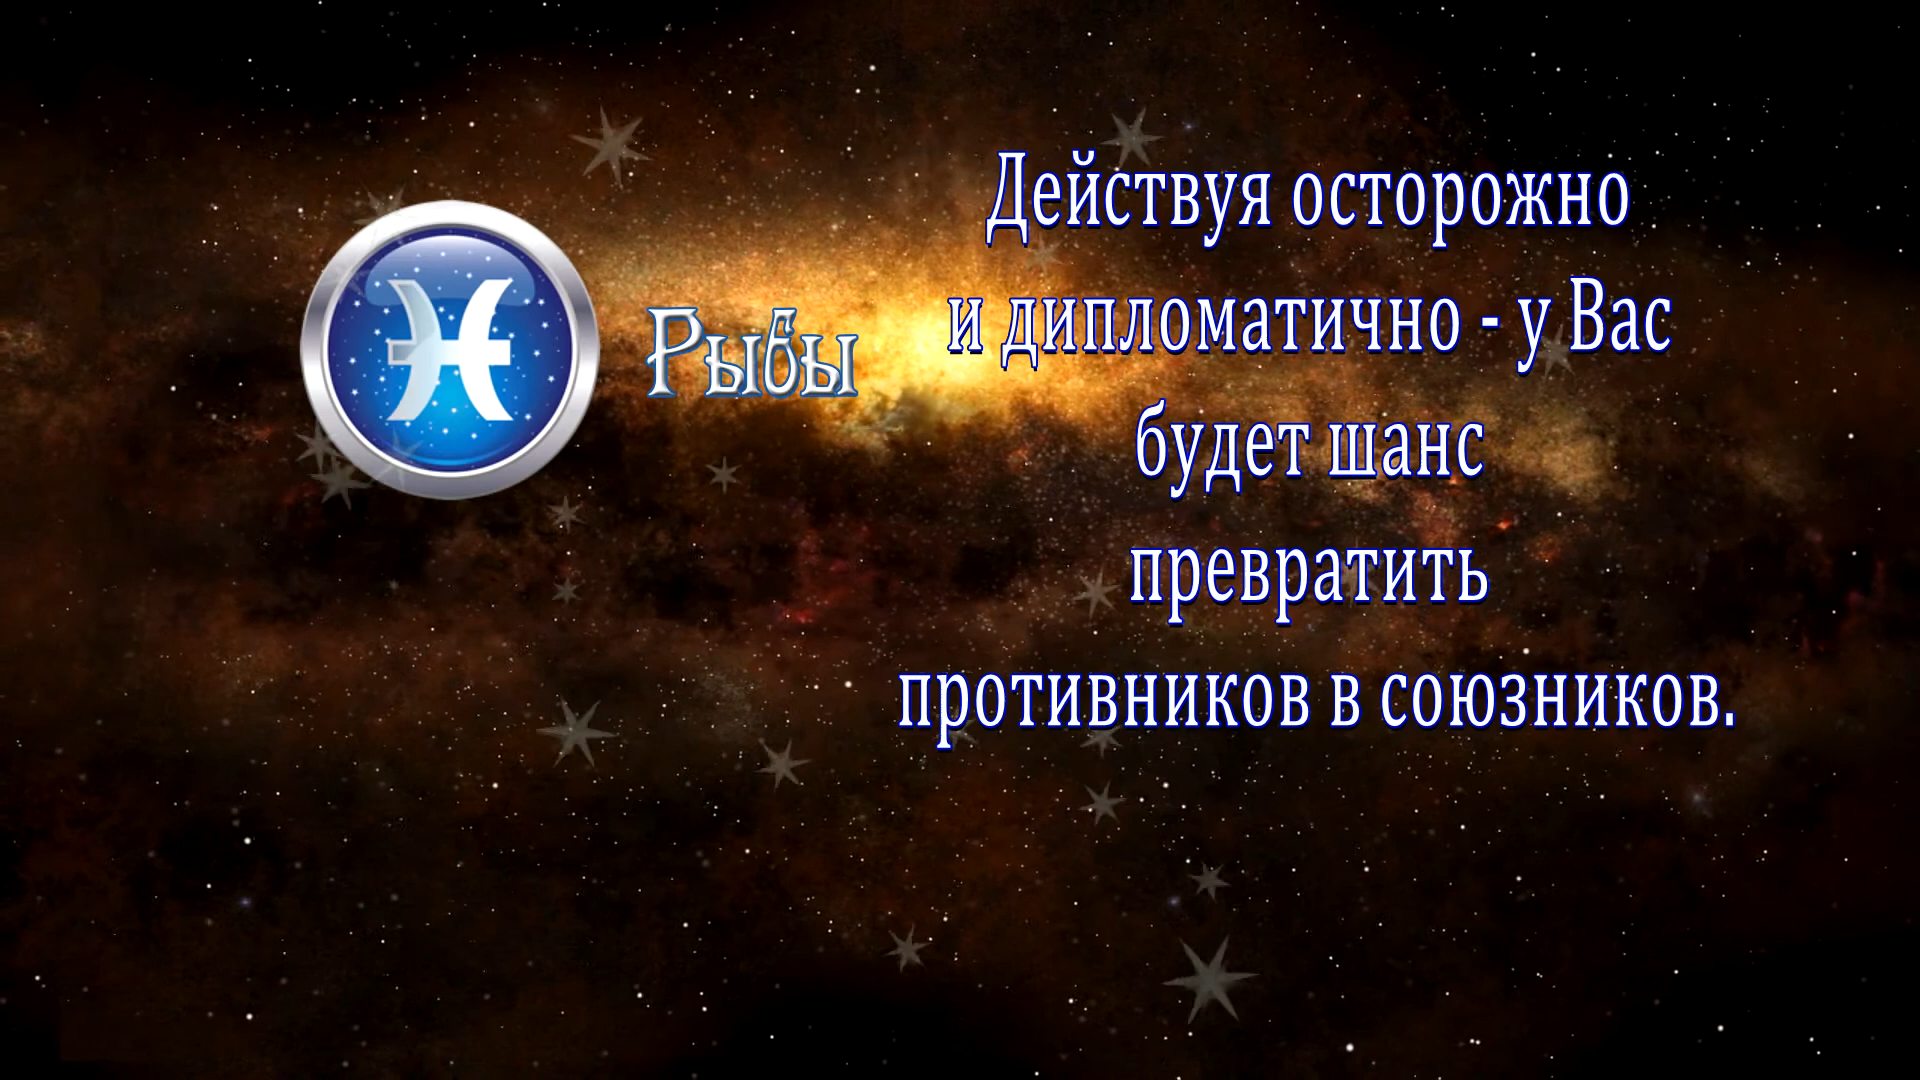 Рыбы
Действуя осторожно
и дипломатично - у Вас
будет шанс
превратить
противников в союзников.